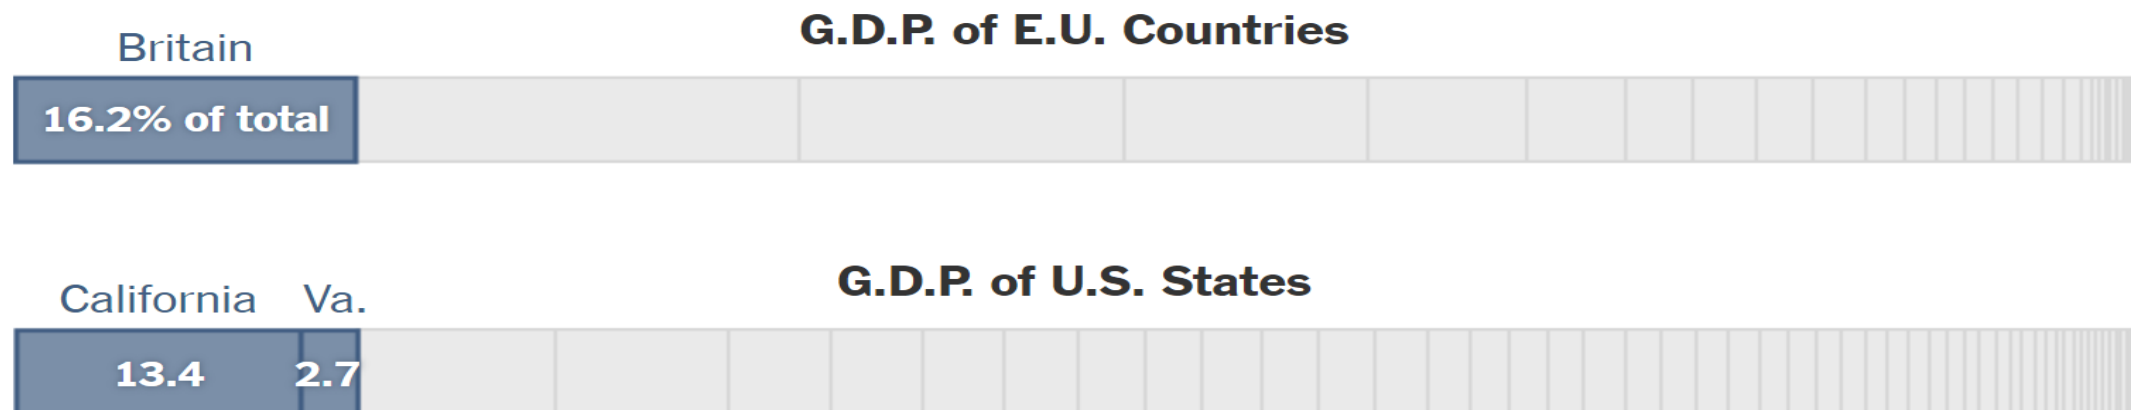 G.D.P. of E.U. Countries
Britain
16.2% of total
G.D.P. of U.S. States
California Va.
13.4 2.7